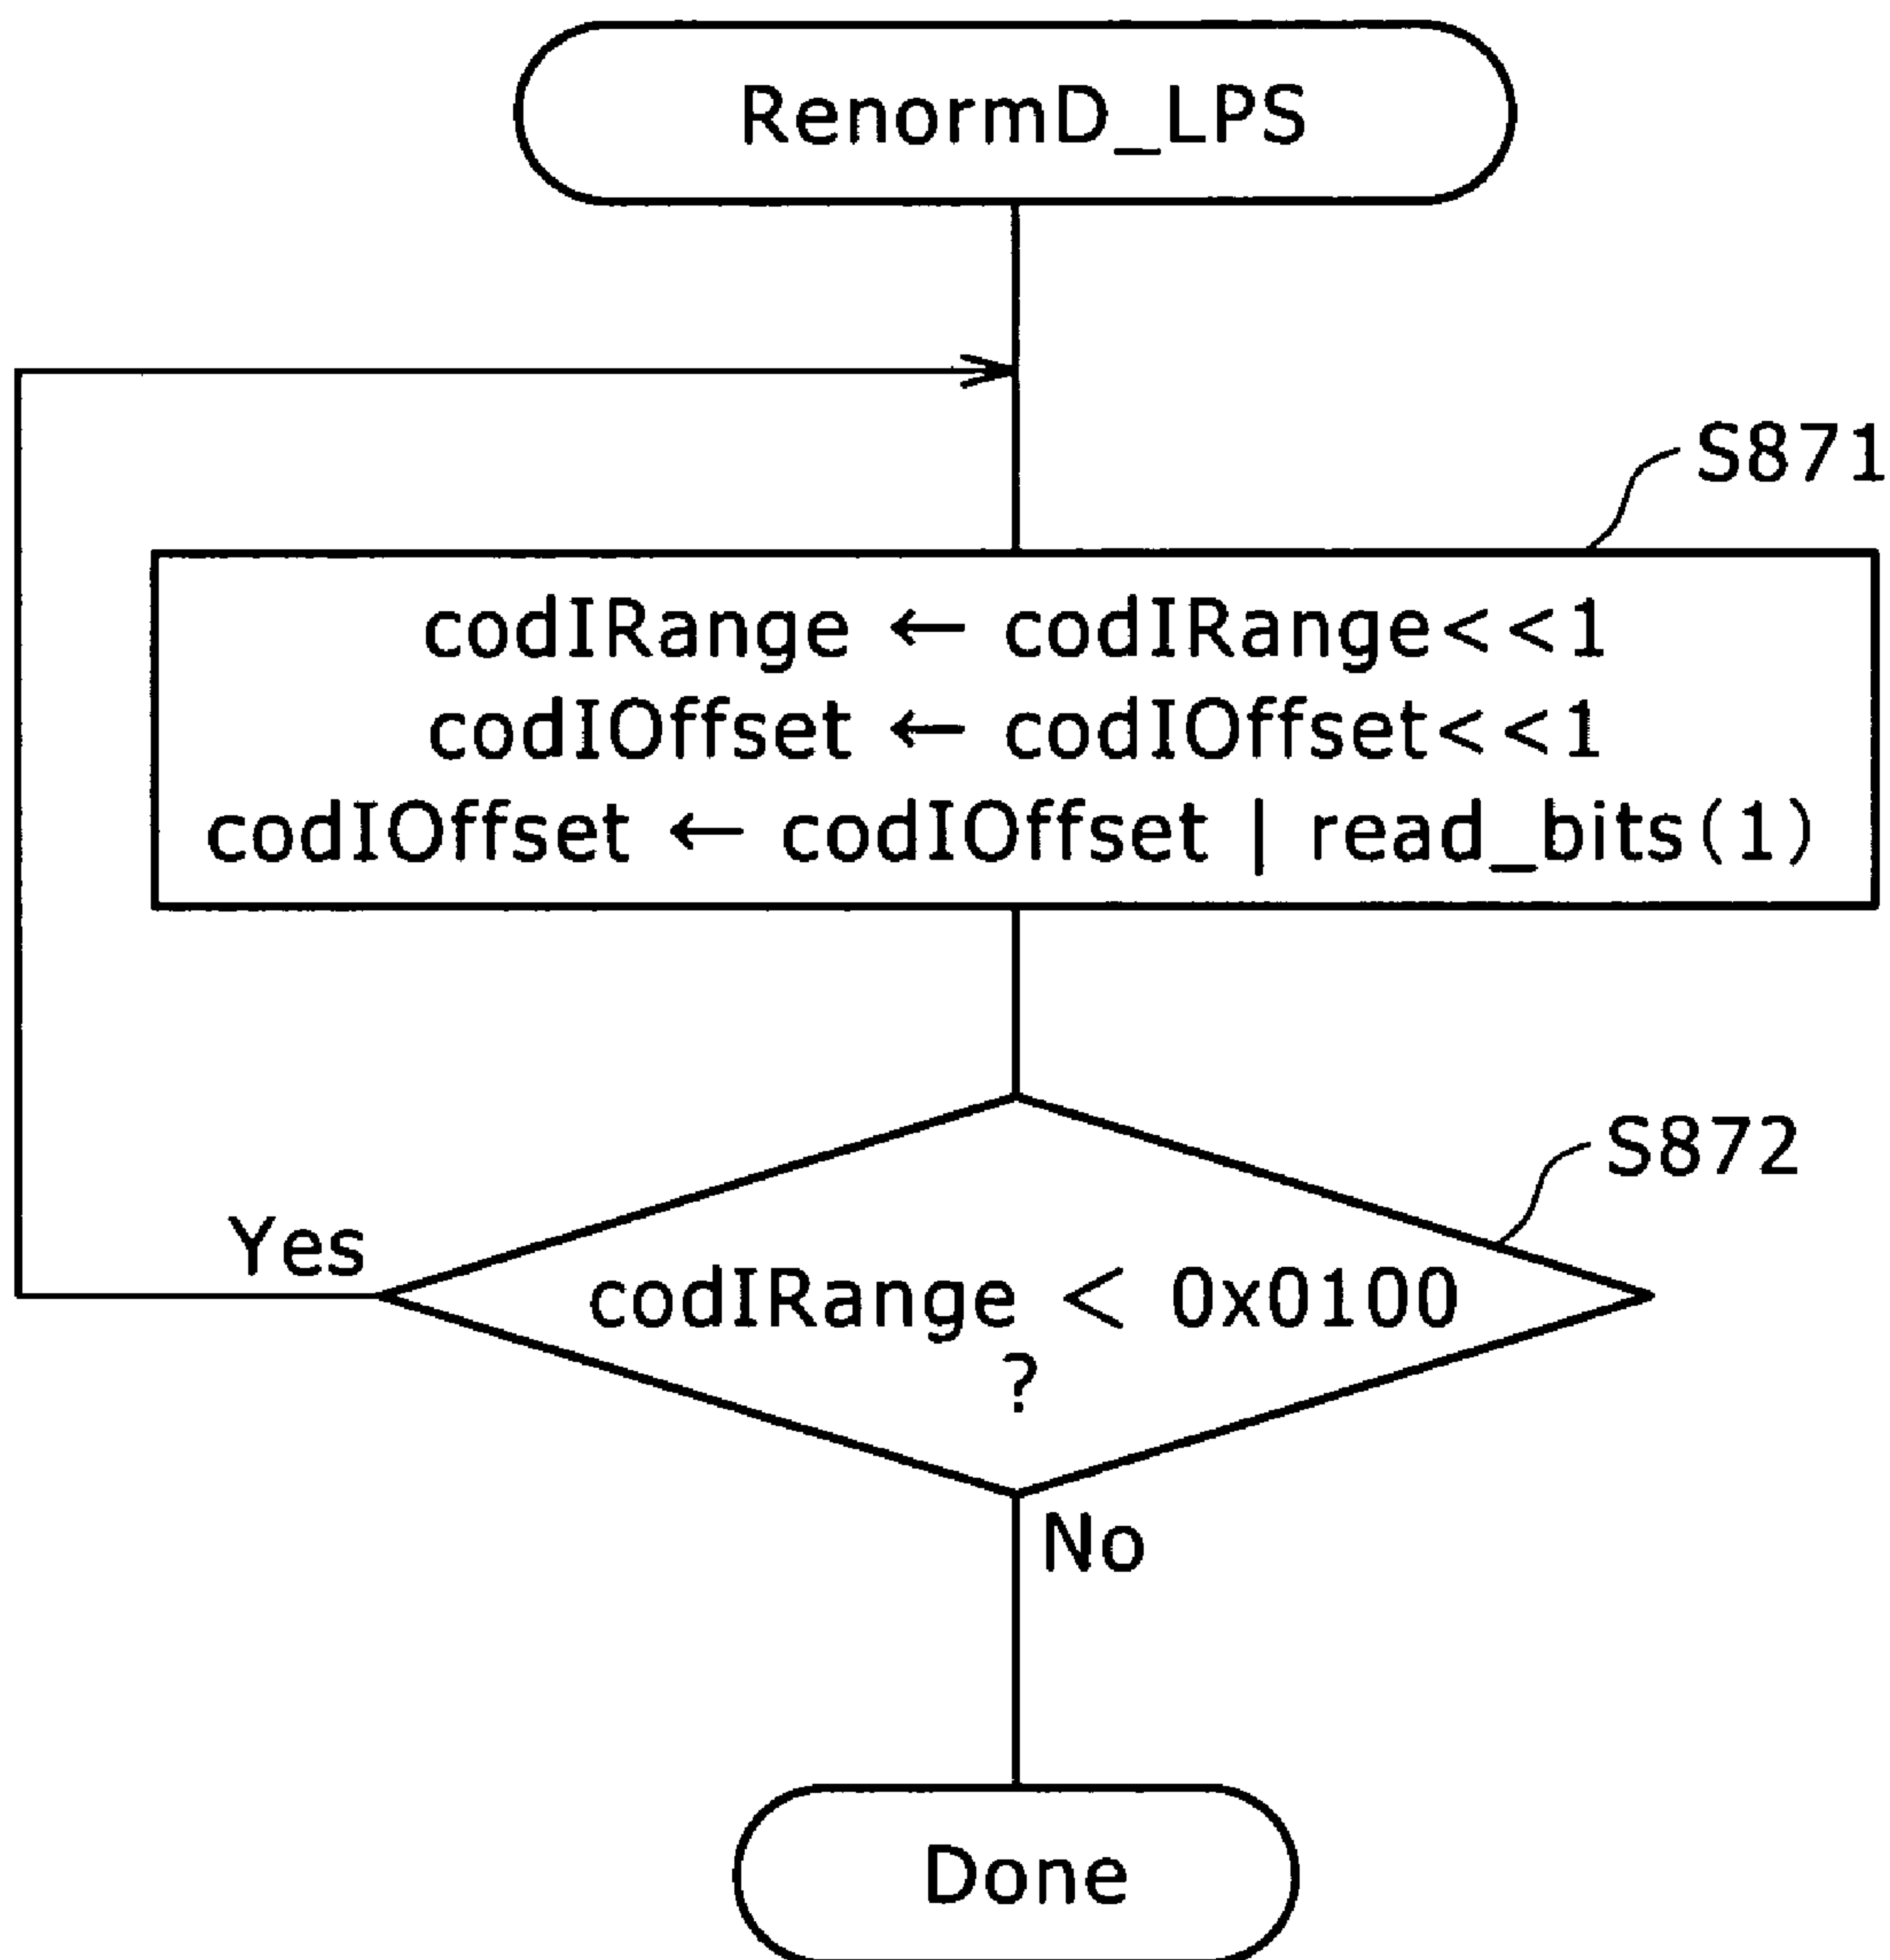 RenormD_LPS
S871
codIRange ← codIRange<<1
codIOffset ← codIOffset<<1
codIOffset ← codIOffset | read_bits(1)
S872
Yes
codIRange < 0x0100
?
No
Done